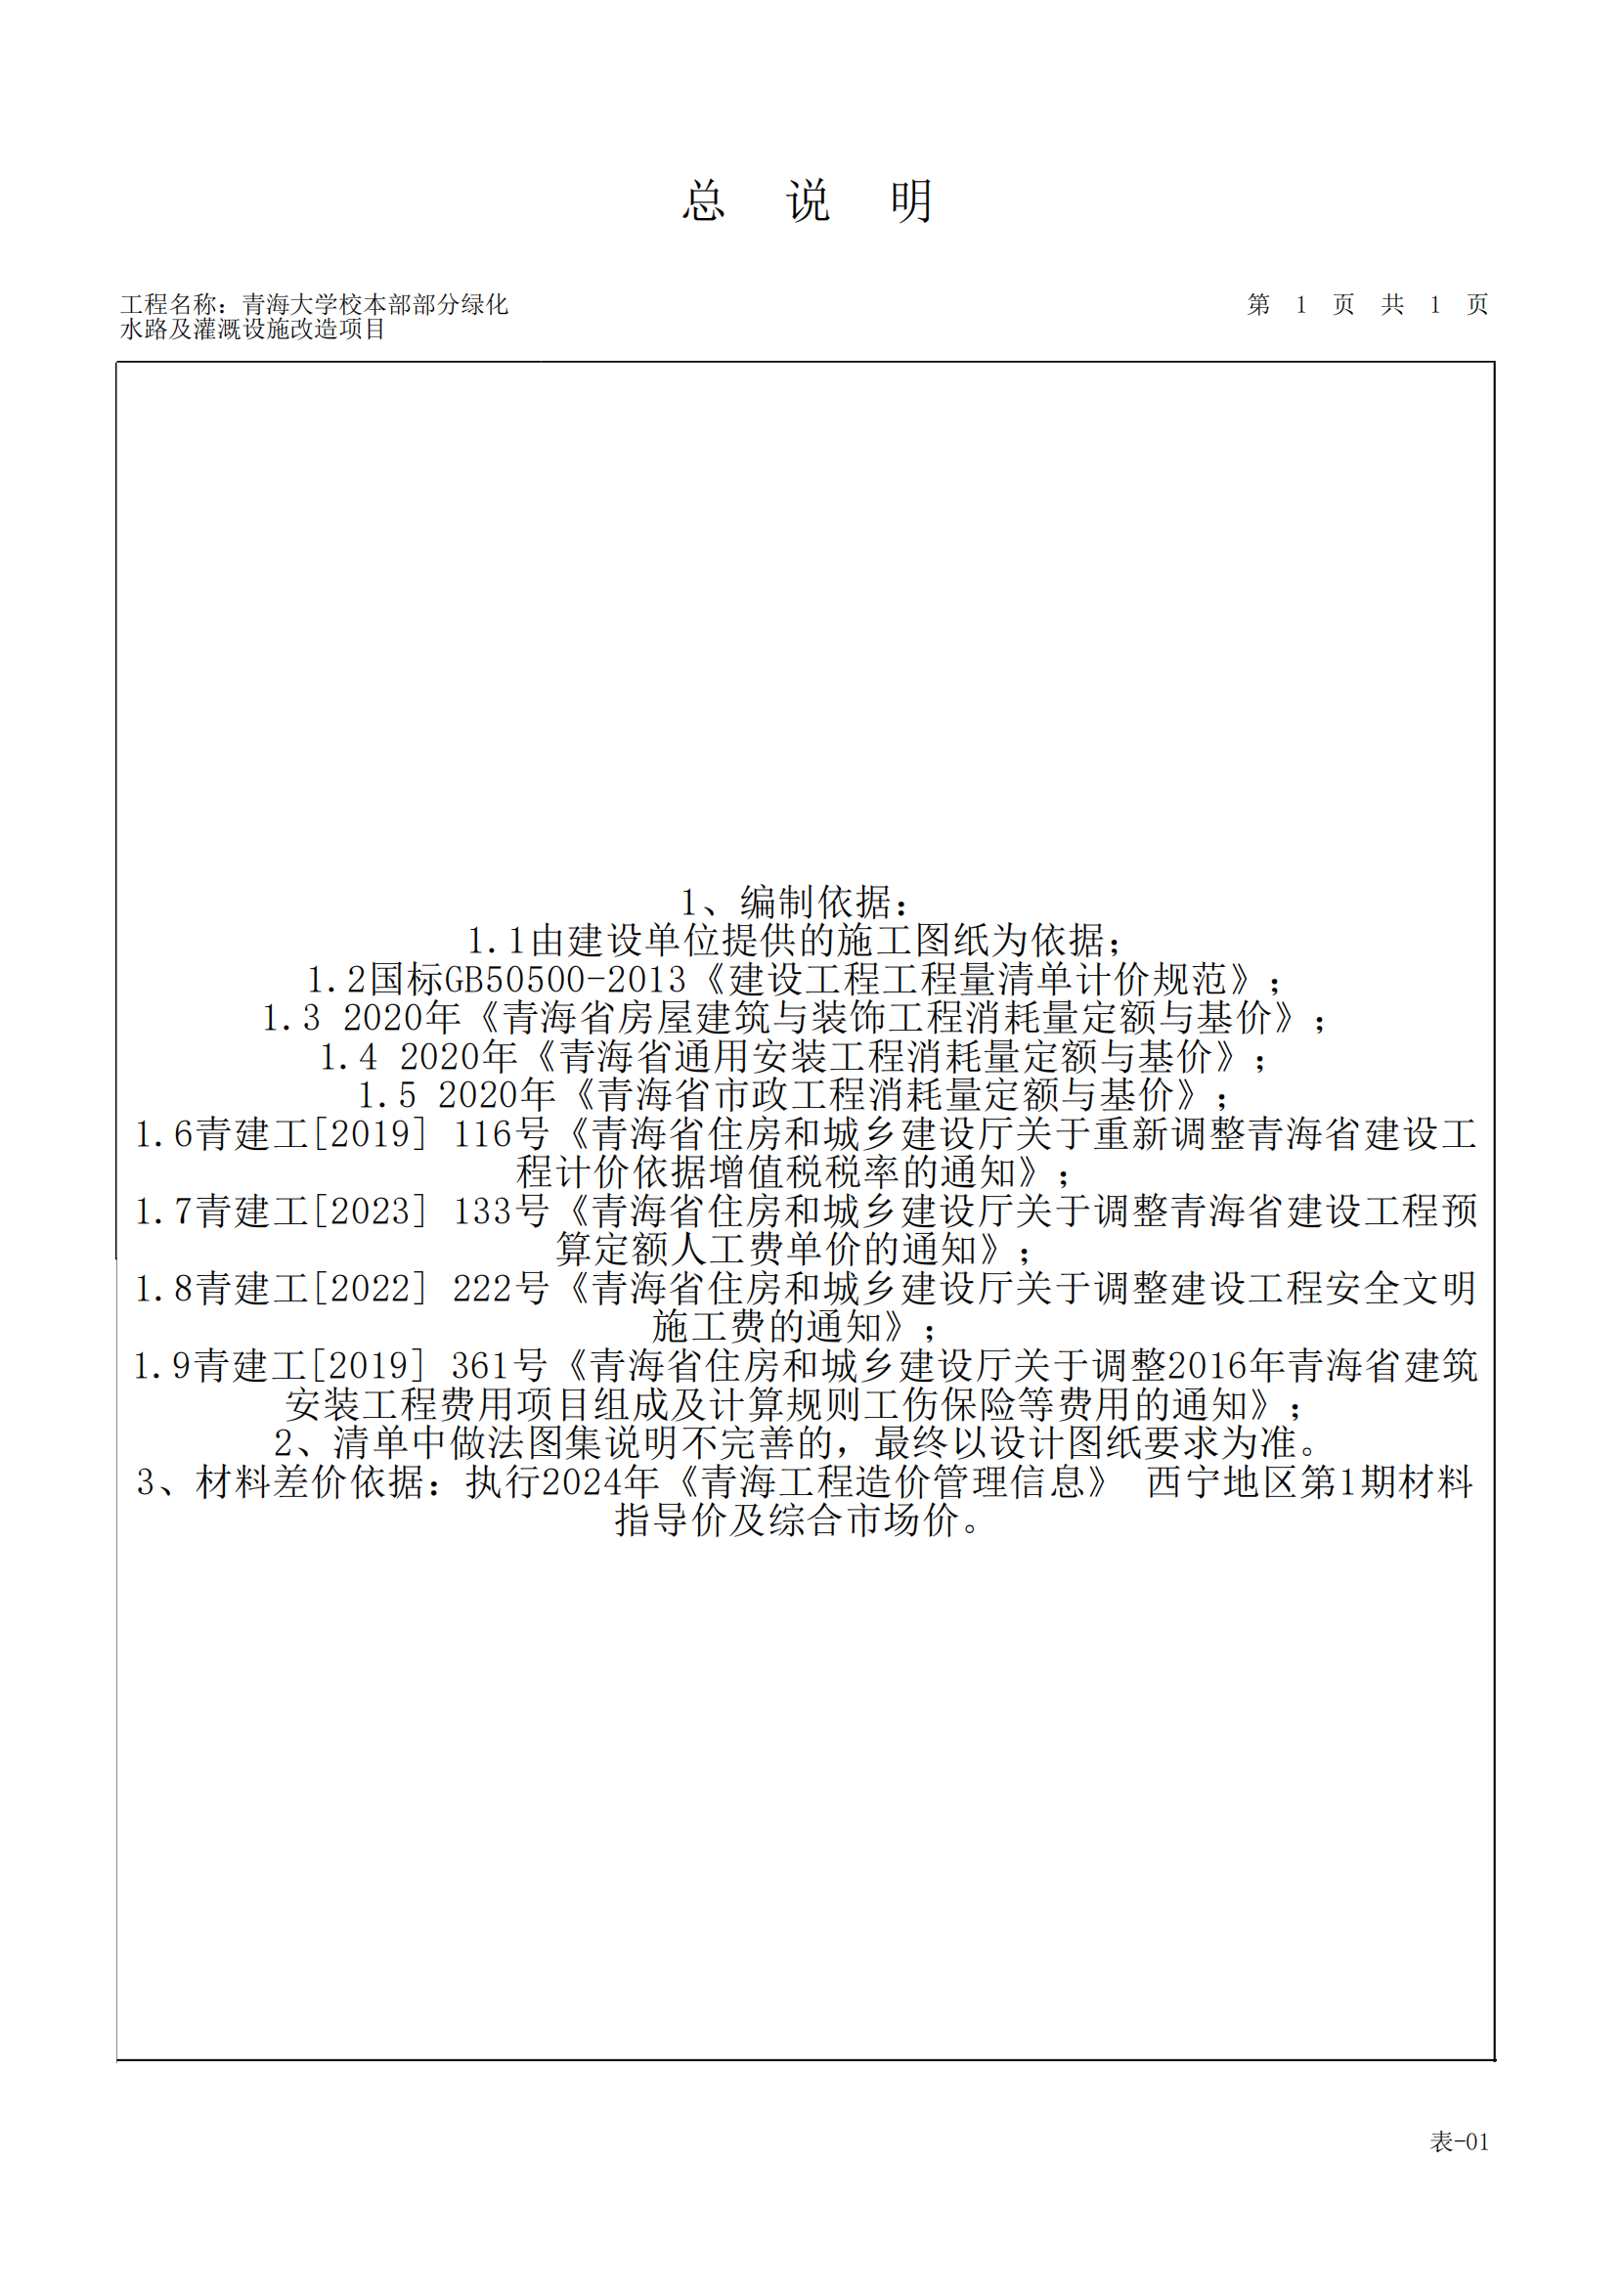 总 说 明
工程名称：青海大学校本部部分绿化
水路及灌溉设施改造项目
第 1 页 共 1 页
1、编制依据：
1.1由建设单位提供的施工图纸为依据；
1.2国标GB50500-2013《建设工程工程量清单计价规范》；
1.3 2020年《青海省房屋建筑与装饰工程消耗量定额与基价》；
1.4 2020年《青海省通用安装工程消耗量定额与基价》；
1.5 2020年《青海省市政工程消耗量定额与基价》；
1.6青建工[2019] 116号《青海省住房和城乡建设厅关于重新调整青海省建设工
程计价依据增值税税率的通知》；
1.7青建工[2023] 133号《青海省住房和城乡建设厅关于调整青海省建设工程预
算定额人工费单价的通知》；
1.8青建工[2022] 222号《青海省住房和城乡建设厅关于调整建设工程安全文明
施工费的通知》；
1.9青建工[2019] 361号《青海省住房和城乡建设厅关于调整2016年青海省建筑
安装工程费用项目组成及计算规则工伤保险等费用的通知》；
2、清单中做法图集说明不完善的，最终以设计图纸要求为准。
3、材料差价依据：执行2024年《青海工程造价管理信息》 西宁地区第1期材料
指导价及综合市场价。
表-01